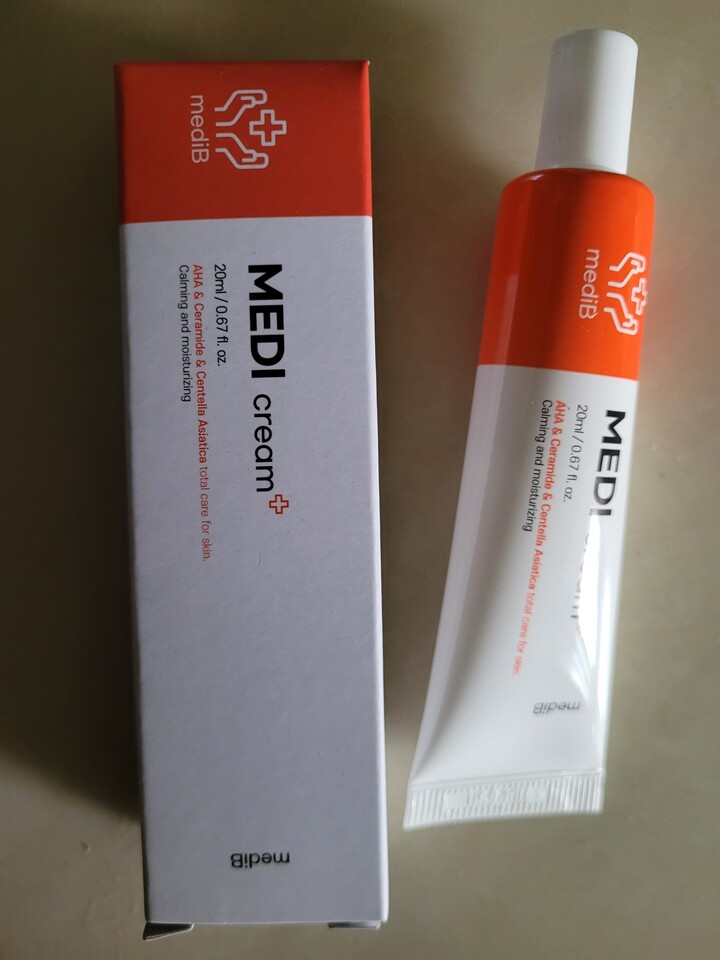 mediB
MEDI cream
20ml / 0.67 fl. oz.
AHA & Ceramide & Centella Asiatica total care for skin.
Calming and moisturizing
mediB
mediB
MEDI cream
20ml / 0.67 fl. oz.
AHA & Ceramide & Centella Asiatica total care for skin.
Calming and moisturizing
mediB